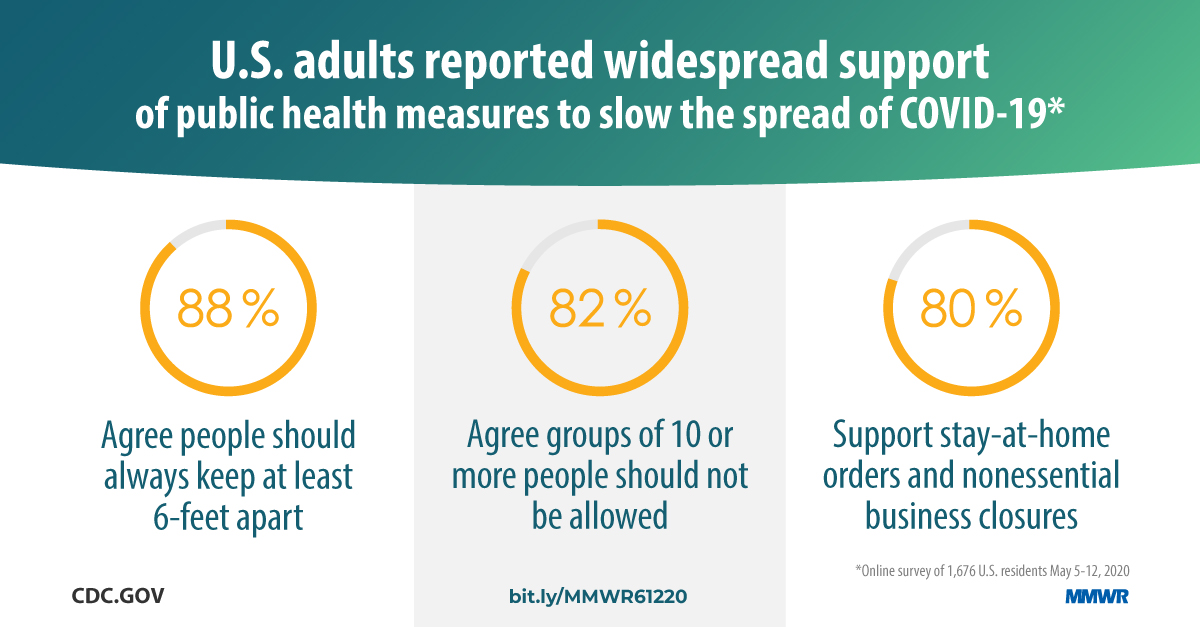 U.S. adults reported widespread support
of public health measures to slow the spread of COVID-19*
88%
Agree people should
always keep at least
6-feet apart
82%
Agree groups of 10 or
more people should not
be allowed
80%
Support stay-at-home
orders and nonessential
business closures
*Online survey of 1,676 U.S. residents May 5-12, 2020
CDC.GOV
bit.ly/MMWR61220
MMWR